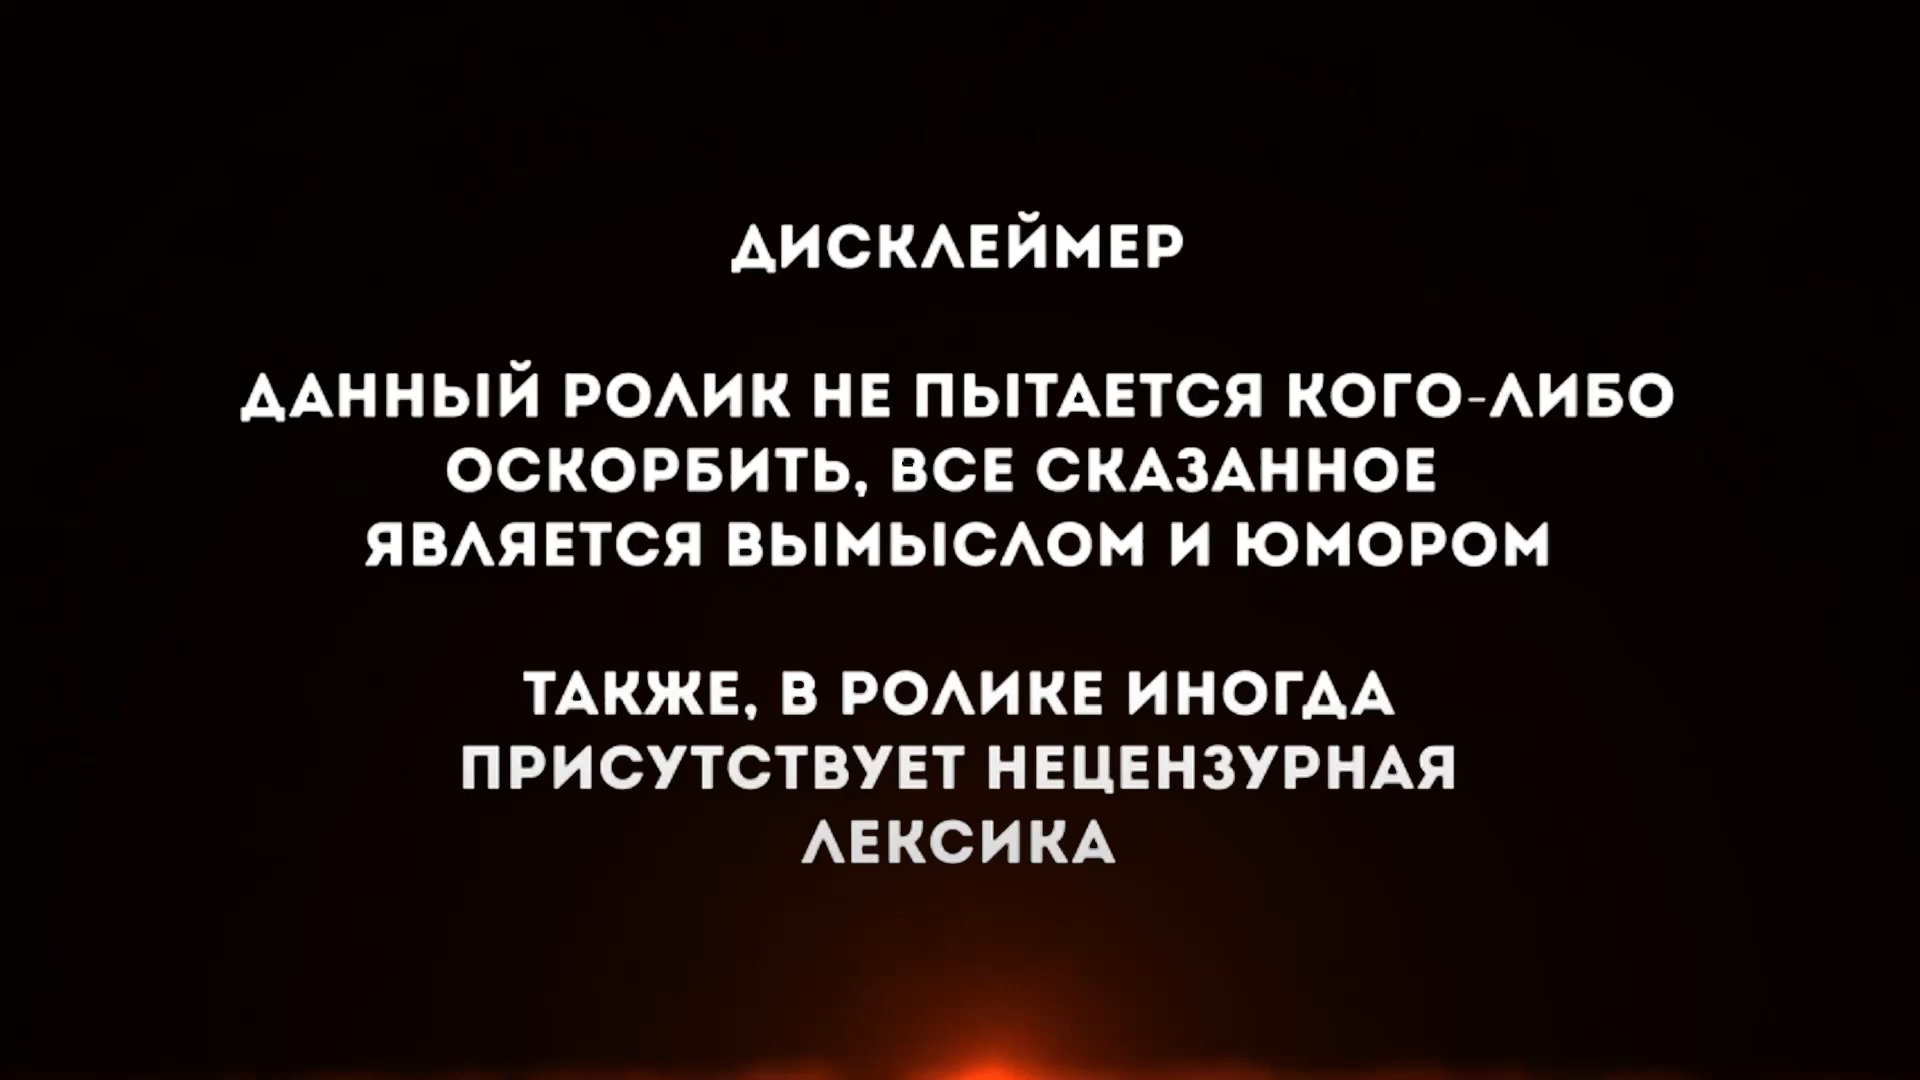 ДИСКЛЕЙМЕР
ДАННЫЙ РОЛИК НЕ ПЫТАЕТСЯ КОГО-ЛИБО
ОСКОРБИТЬ, ВСЕ СКАЗАННОЕ
ЯВЛЯЕТСЯ ВЫМЫСЛОМ И ЮМОРОМ
ТАКЖЕ, В РОЛИКЕ ИНОГДА
ПРИСУТСТВУЕТ НЕЦЕНЗУРНАЯ
ЛЕКСИКА